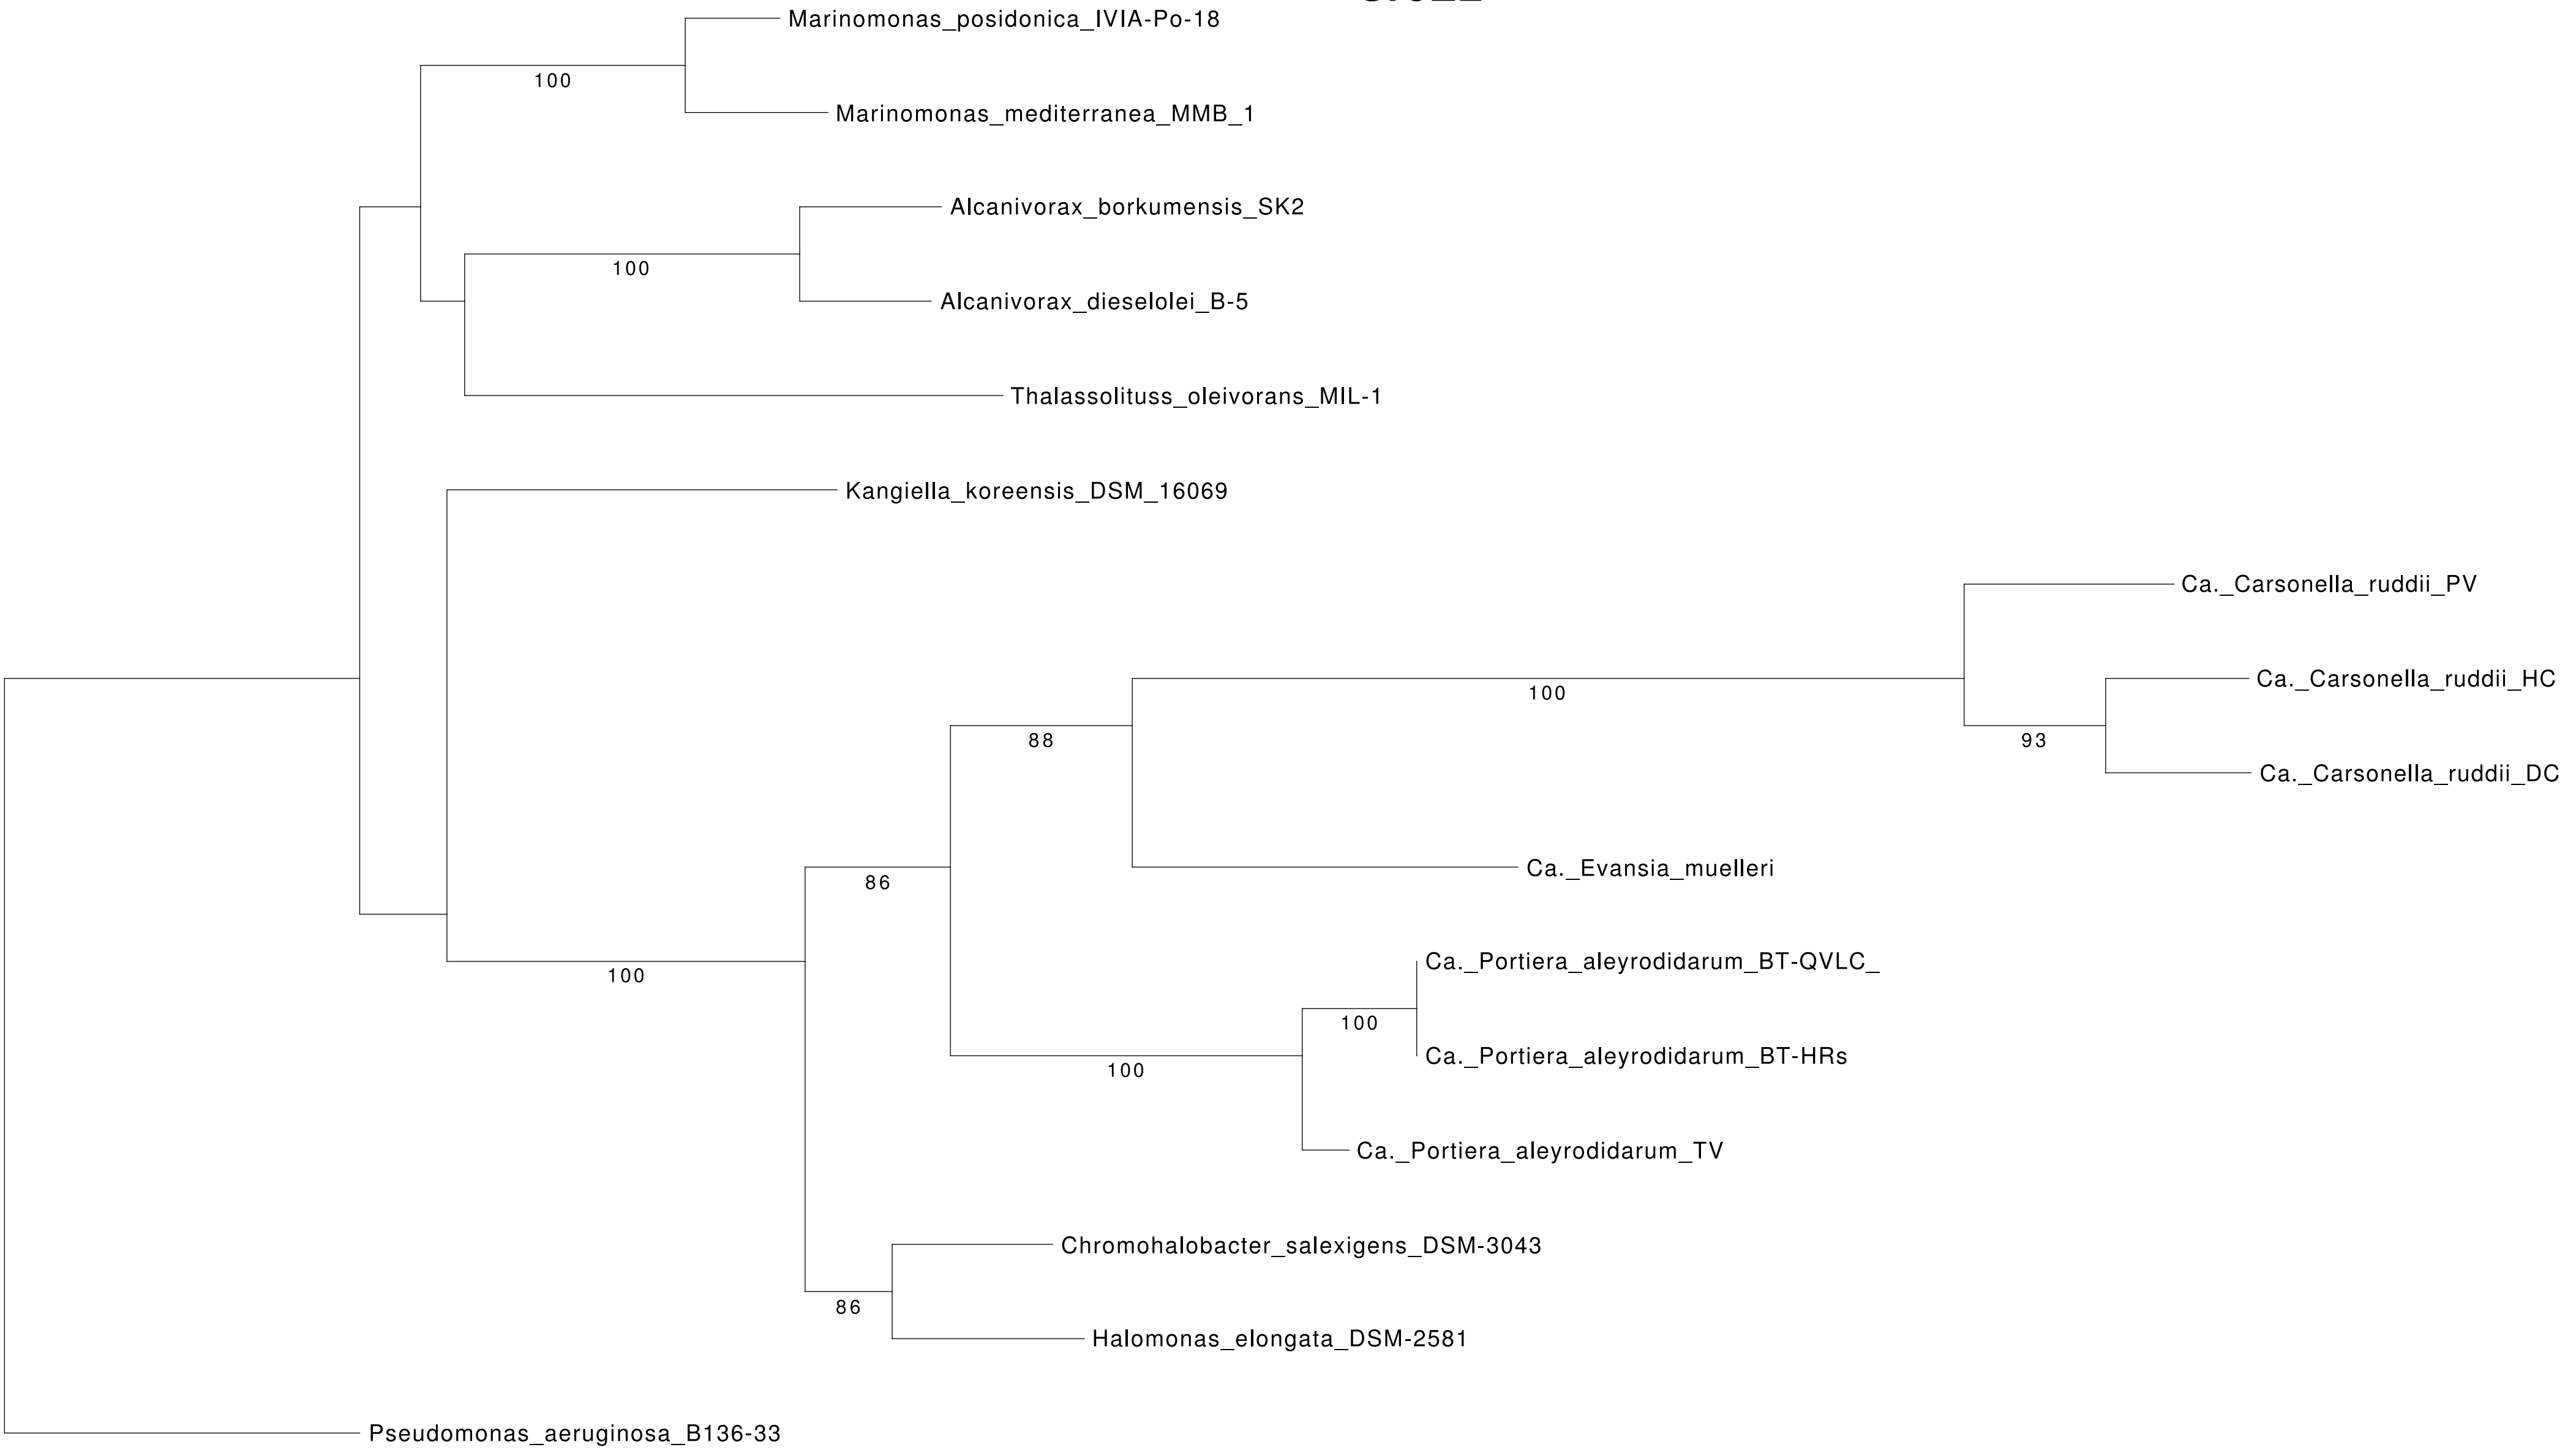 Marinomonas_posidonica_IVIA-Po-18
100
Marinomonas_mediterranea_MMB_1
Alcanivorax_borkumensis_SK2
100
Alcanivorax_dieselolei_B-5
Thalassolituss_oleivorans_MIL-1
Kangiella_koreensis_DSM_16069
Ca._Carsonella_ruddii_PV
Ca._Carsonella_ruddii_HC
100
88
93
Ca._Carsonella_ruddii_DC
Ca._Evansia_muelleri
86
Ca._Portiera_aleyrodidarum_BT-QVLC_
100
100
Ca._Portiera_aleyrodidarum_BT-HRs
100
Ca._Portiera_aleyrodidarum_TV
Chromohalobacter_salexigens_DSM-3043
86
Halomonas_elongata_DSM-2581
Pseudomonas_aeruginosa_B136-33